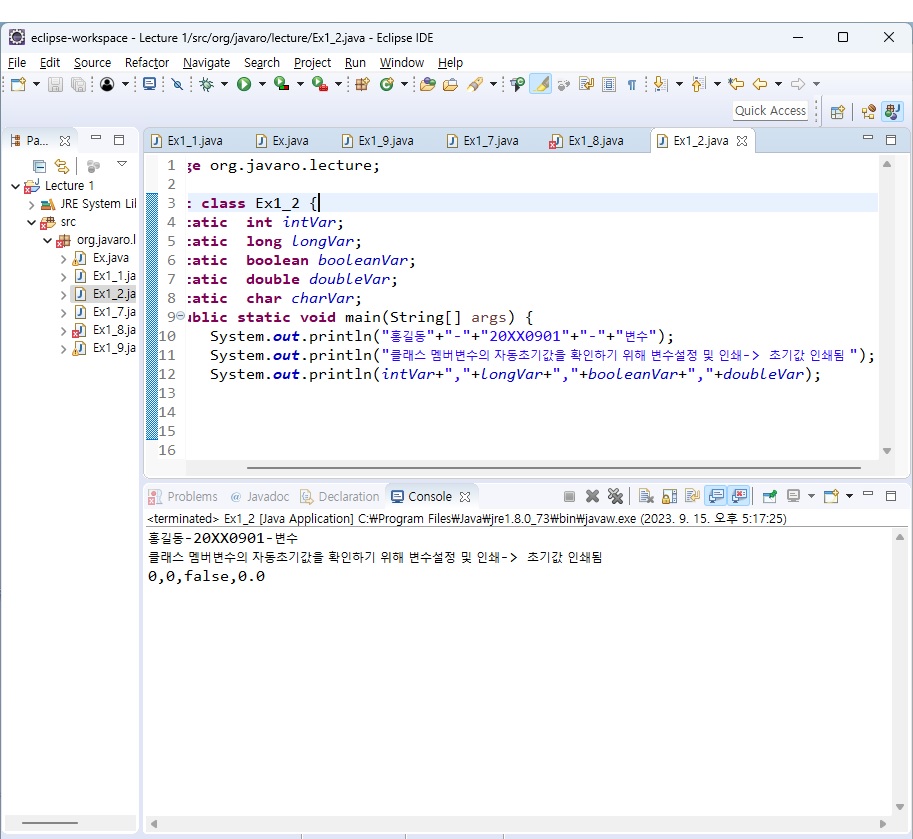 eclipse-workspace - Lecture 1/src/org/javaro/lecture/Ex1_2.java - Eclipse IDE
File Edit Source Refactor Navigate Search Project Run Window Help
Quick Access
Pa...
Ex1_1.java Ex.java Ex1_9.java Ex1_7.java Ex1_8.java Ex1_2.java
Lecture 1
JRE System Lil
src
org.javaro.l
Ex.java
Ex1_1.ja
Ex1_2.ja
Ex1_7.ja
Ex1_8.ja
Ex1_9.ja
1 ge org.javaro.lecture;
2
3 : class Ex1_2 {
4 :atic int intVar;
5 :atic long longVar;
6 :atic boolean booleanVar;
7 :atic double doubleVar;
8 :atic char charVar;
9 ublic static void main(String[] args) {
10 System.out.println("홍길동"+"-"+"20XX0901"+"-"+"변수");
11 System.out.println("클래스 멤버변수의 자동초기값을 확인하기 위해 변수설정 및 인쇄-> 초기값 인쇄됨 ");
12 System.out.println(intVar+","+longVar+","+booleanVar+","+doubleVar);
13
14
15
16
Problems @ Javadoc Declaration Console
<terminated> Ex1_2 [Java Application] C:₩Program Files₩Java₩jre1.8.0_73₩bin₩javaw.exe (2023. 9. 15. 오후 5:17:25)
홍길동-20XX0901-변수
클래스 멤버변수의 자동초기값을 확인하기 위해 변수설정 및 인쇄-> 초기값 인쇄됨
0,0,false,0.0